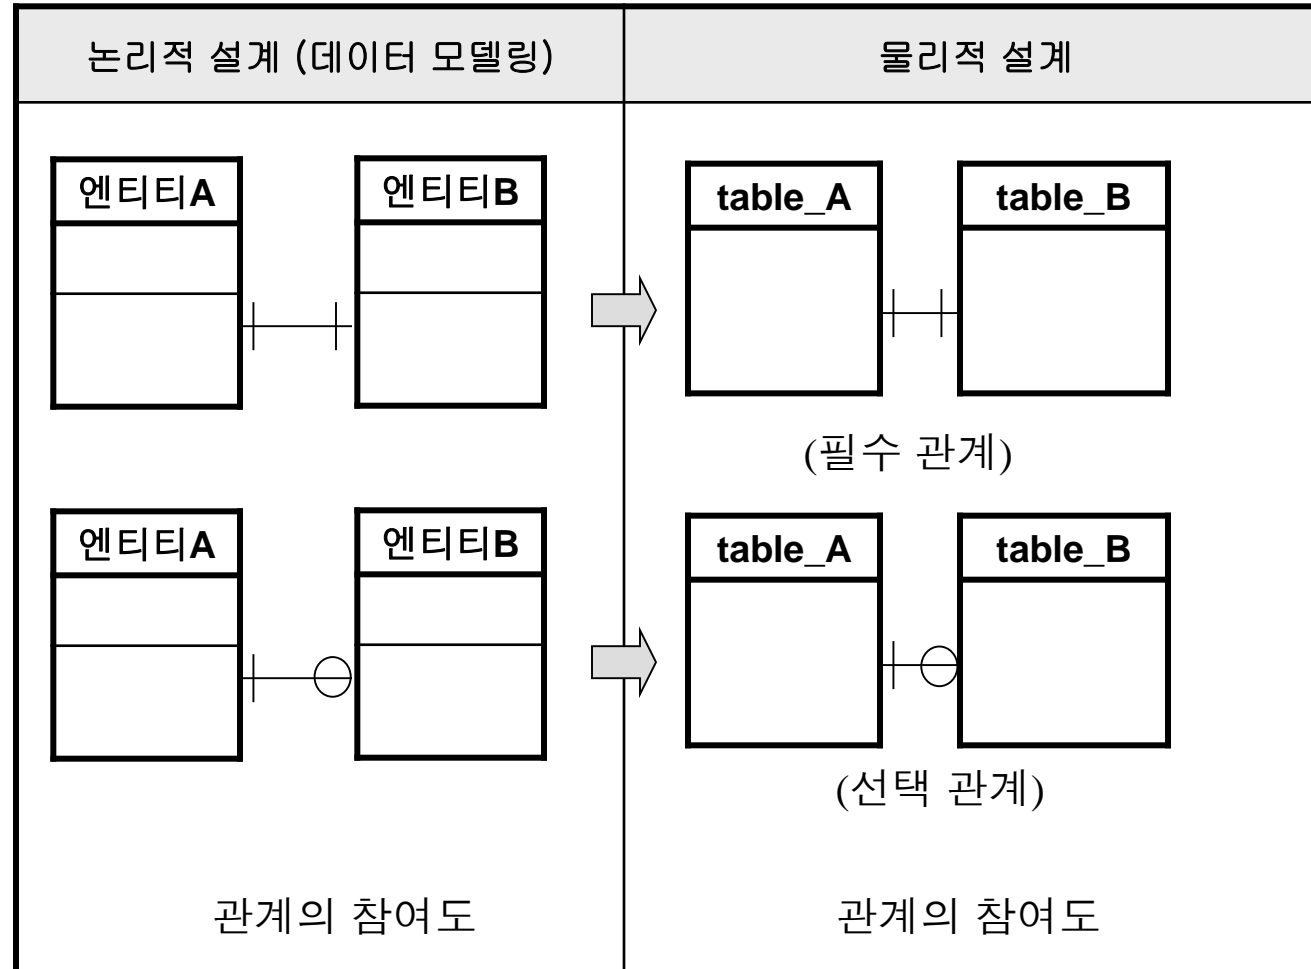 논리적 설계 (데이터 모델링)
물리적 설계
엔티티A
엔티티B
table_A
table_B
(필수 관계)
엔티티A
엔티티B
table_A
table_B
(선택 관계)
관계의 참여도
관계의 참여도